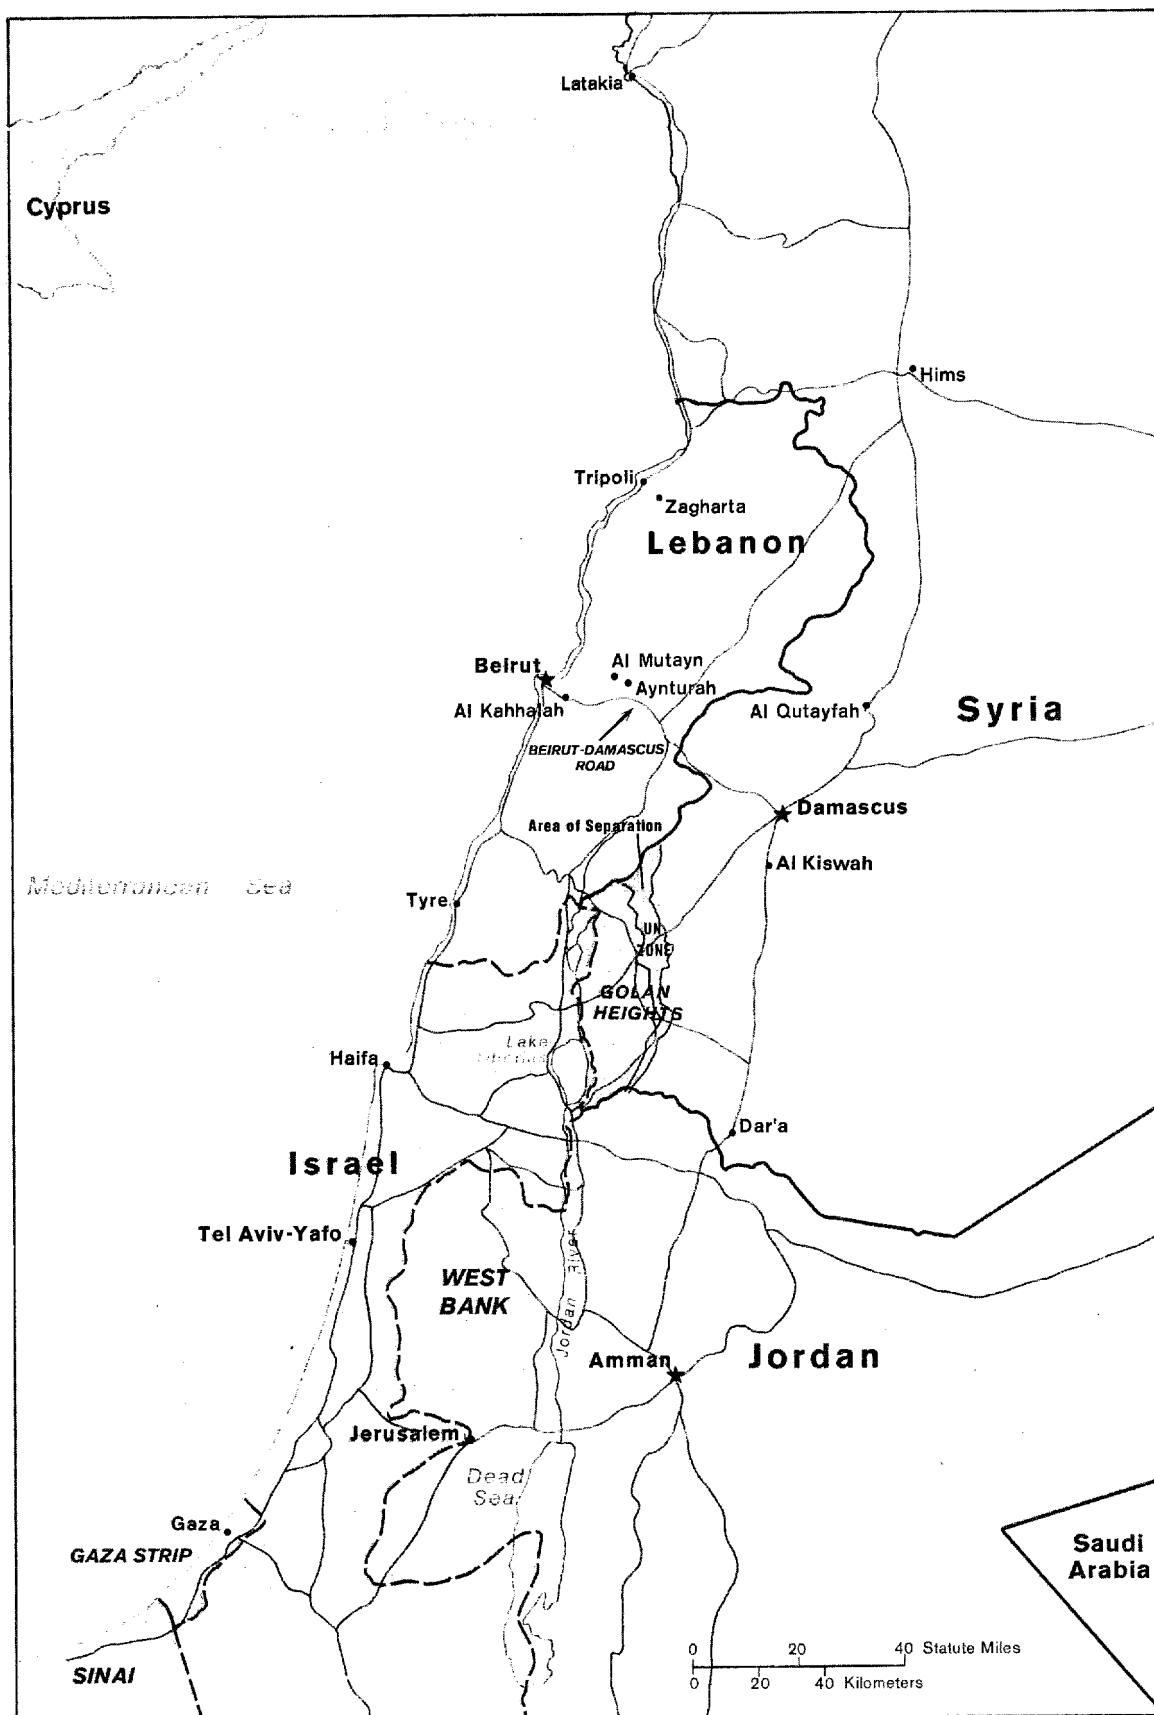 Latakia
Cyprus
Hims
Tripoli
Zagharta
Lebanon
Beirut
Al Mutayn
Aynturah
Al Kahhalah
Al Qutayfah
Syria
BEIRUT-DAMASCUS
ROAD
Damascus
Area of Separation
Al Kiswah
Mediterranean Sea
Tyre
UN
ZONE
GOLAN
HEIGHTS
Lake
Tiberias
Haifa
Dar'a
Israel
Tel Aviv-Yafo
WEST
BANK
Jordan River
Amman
Jordan
Jerusalem
Dead
Sea
Gaza
GAZA STRIP
Saudi
Arabia
SINAI
0 20 40 Statute Miles
0 20 40 Kilometers